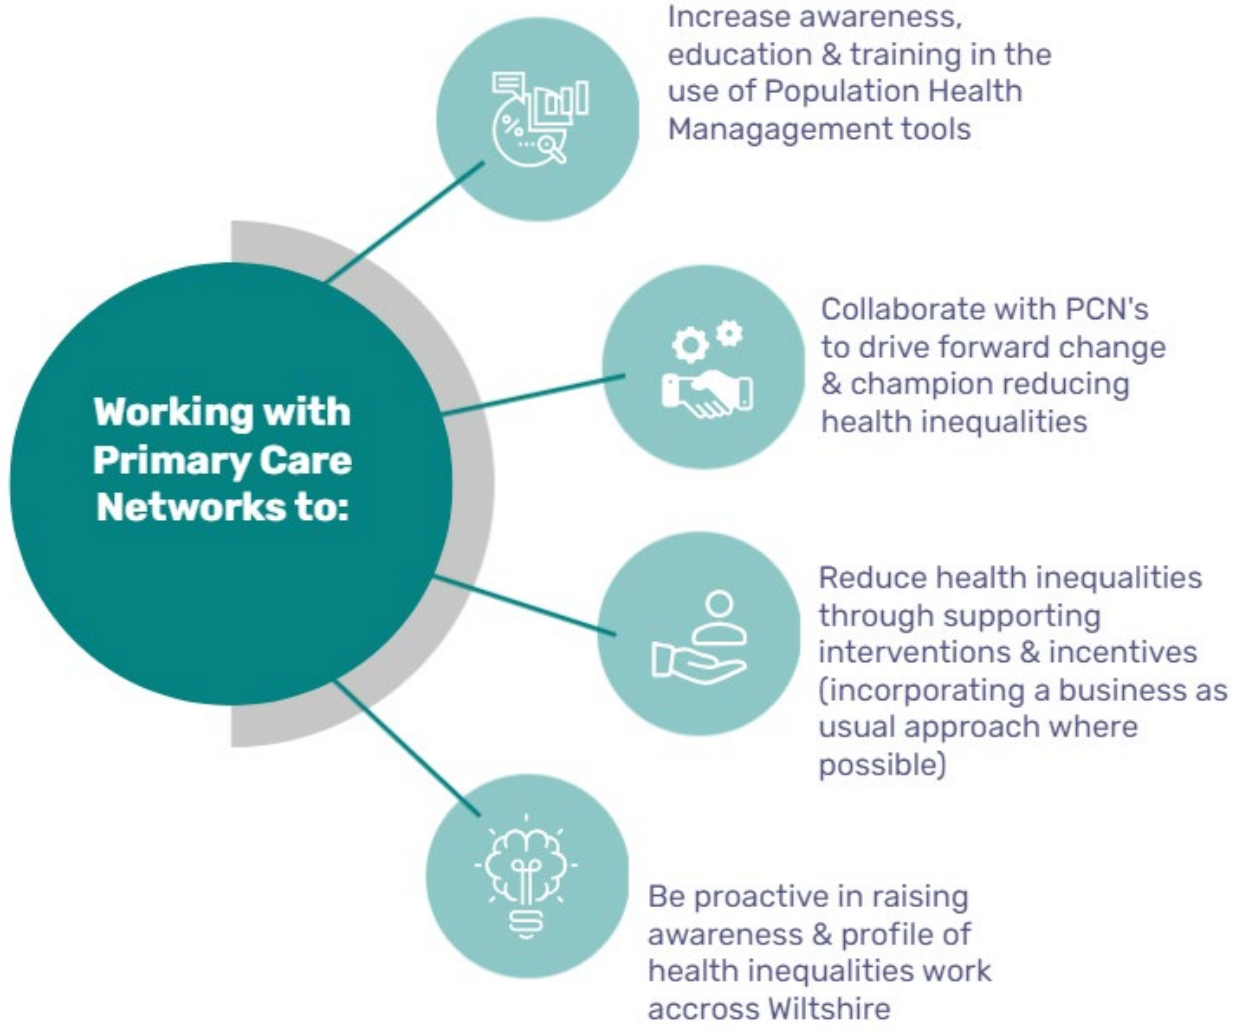 Increase awareness,
education & training in the
use of Population Health
Managagement tools
Working with
Primary Care
Networks to:
Collaborate with PCN's
to drive forward change
& champion reducing
health inequalities
Reduce health inequalities
through supporting
interventions & incentives
(incorporating a business as
usual approach where
possible)
Be proactive in raising
awareness & profile of
health inequalities work
accross Wiltshire
%